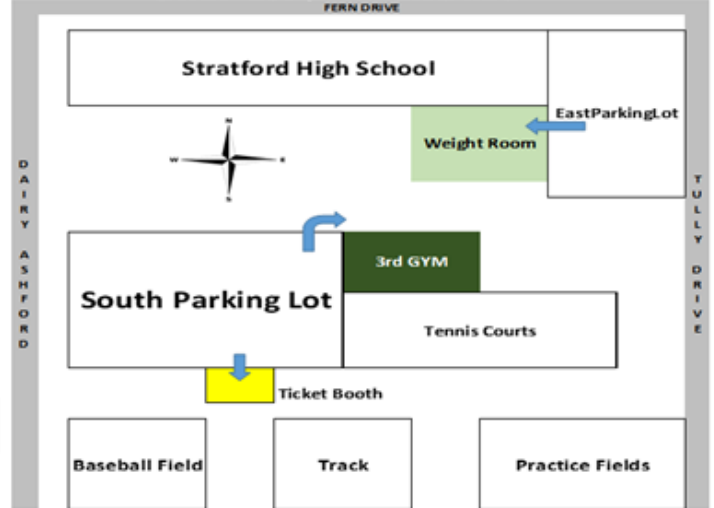 FERN DRIVE
Stratford High School
EastParkingLot
Weight Room
N
W E
S
DAIRY ASHFORD
TULLY DRIVE
3rd GYM
South Parking Lot
Tennis Courts
Ticket Booth
Baseball Field
Track
Practice Fields